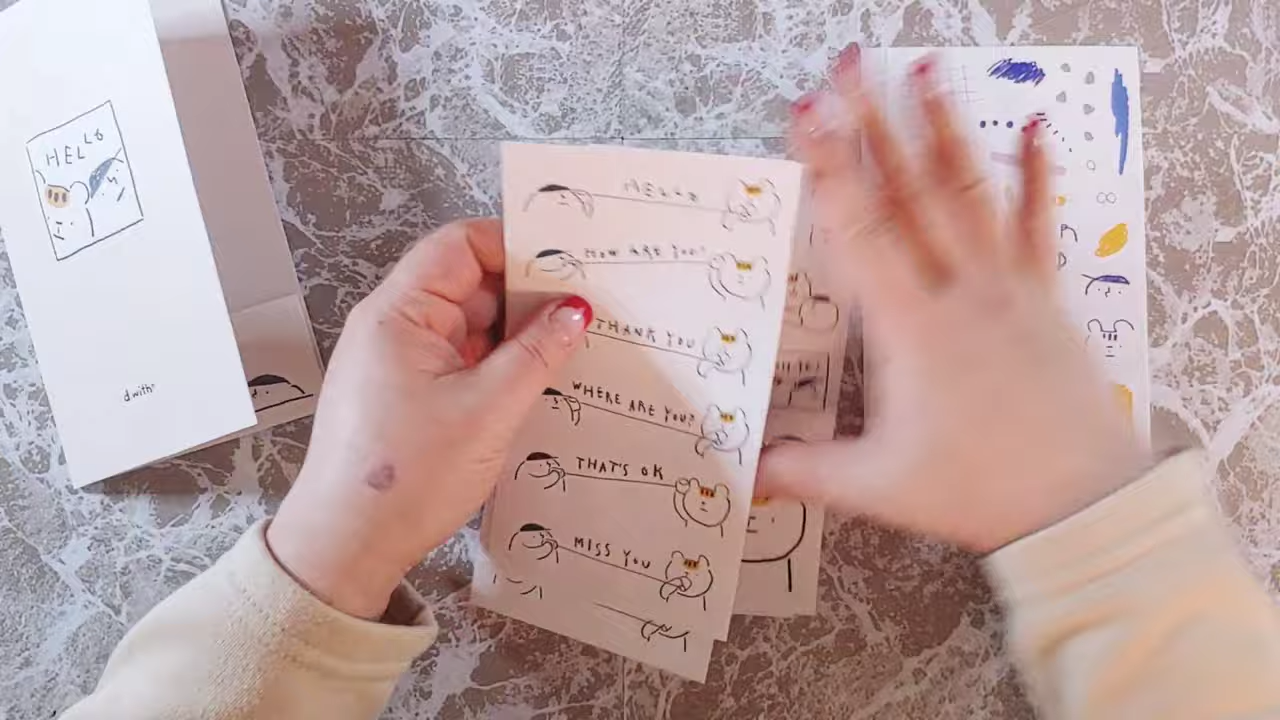 HELLO
dwith°
HELLO
HOW ARE YOU?
THANK YOU
WHERE ARE YOU?
THAT'S OK
MISS YOU